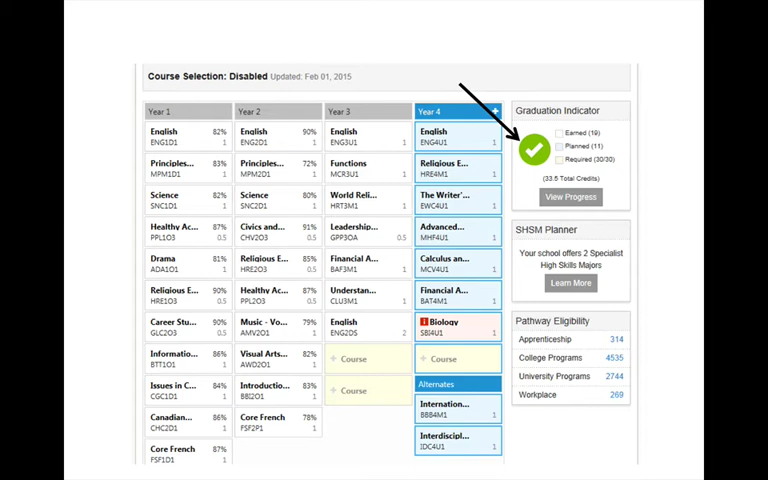 Course Selection: Disabled Updated: Feb 01, 2015
Year 1
English 82%
ENG1D1 1
Principles... 82%
MPM1D1 1
Science 82%
SNC1D1 1
Healthy Ac... 87%
PPL1O3 0.5
Drama 81%
ADA1O1 1
Religious E... 90%
HRE1O3 0.5
Career Stu... 90%
GLC2O3 0.5
Informatio... 86%
BTT1O1 1
Issues in C... 84%
CGC1D1 1
Canadian... 86%
CHC2D1 1
Core French 87%
FSF1D1 1
Year 2
English 90%
ENG2D1 1
Principles... 72%
MPM2D1 1
Science 80%
SNC2D1 1
Civics and... 91%
CHV2O3 0.5
Religious E... 85%
HRE2O3 0.5
Healthy Ac... 87%
PPL2O3 0.5
Music - Vo... 79%
AMV2O1 1
Visual Arts... 82%
AWD2O1 1
Introductio... 83%
BBI2O1 1
Core French 78%
FSF2P1 1
Year 3
English
ENG3U1 1
Functions
MCR3U1 1
World Reli...
HRT3M1 1
Leadership...
GPP3OA 0.5
Financial A...
BAF3M1 1
Understan...
CLU3M1 1
English
ENG2DS 2
+ Course
+ Course
Year 4 +
English
ENG4U1 1
Religious E...
HRE4M1 1
The Writer'...
EWC4U1 1
Advanced...
MHF4U1 1
Calculus an...
MCV4U1 1
Financial A...
BAT4M1 1
Biology
SBI4U1 1
+ Course
Alternates
Internation...
BBB4M1 1
Interdiscipl...
IDC4U1 1
Graduation Indicator
Earned (19)
Planned (11)
Required (30/30)
(33.5 Total Credits)
View Progress
SHSM Planner
Your school offers 2 Specialist
High Skills Majors
Learn More
Pathway Eligibility
Apprenticeship 314
College Programs 4535
University Programs 2744
Workplace 269